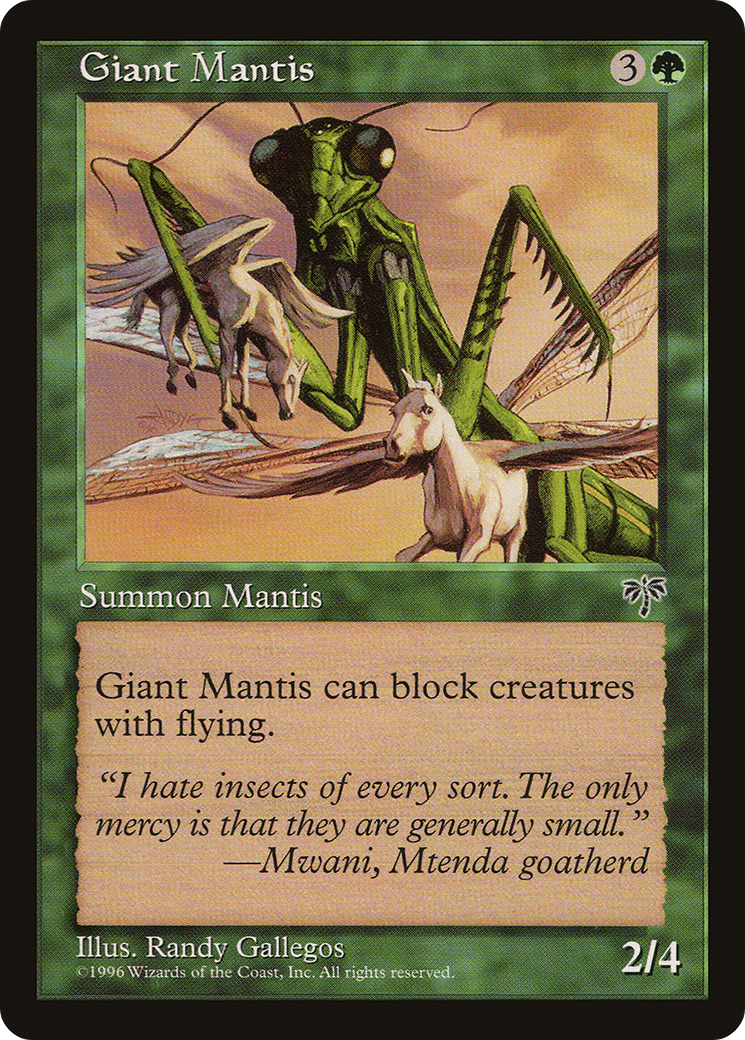 Giant Mantis
3
Summon Mantis
Giant Mantis can block creatures
with flying.
“I hate insects of every sort. The only
mercy is that they are generally small.”
—Mwani, Mtenda goatherd
Illus. Randy Gallegos
©1996 Wizards of the Coast, Inc. All rights reserved.
2/4